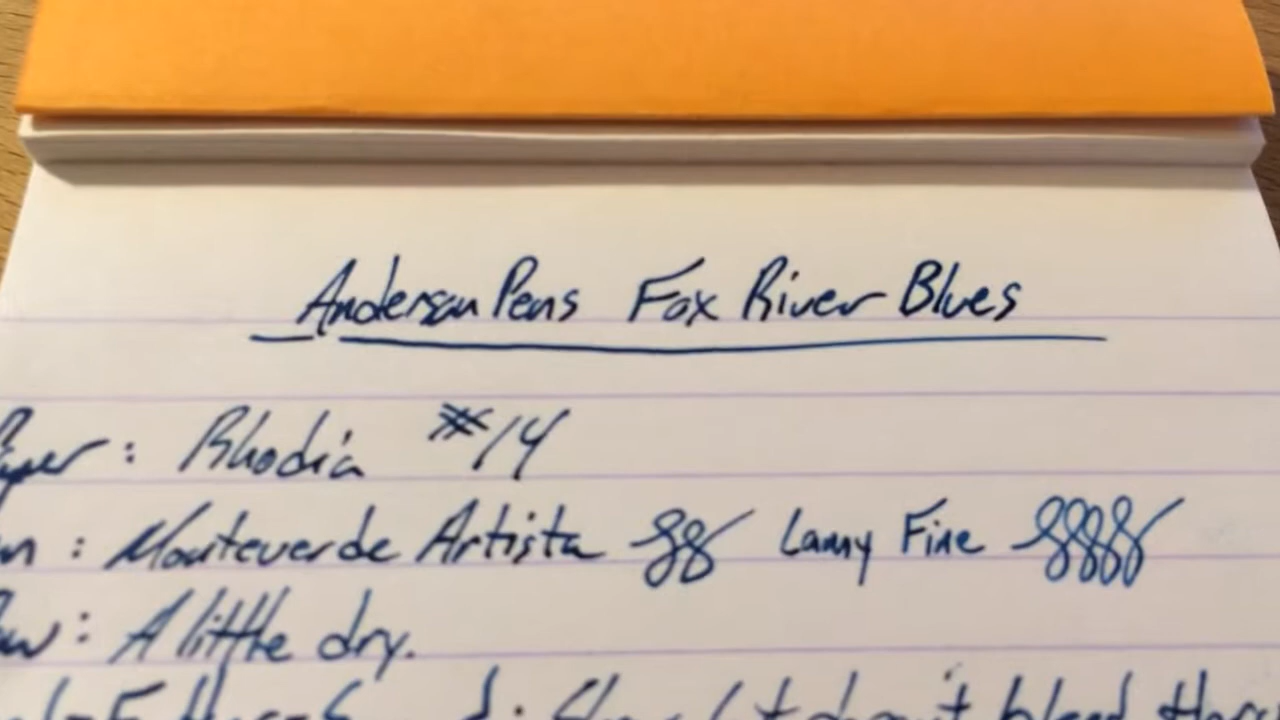 Anderson Pens Fox River Blues
: Rhodia #14
: Monteverde Artista Lamy Fine
: A little dry.